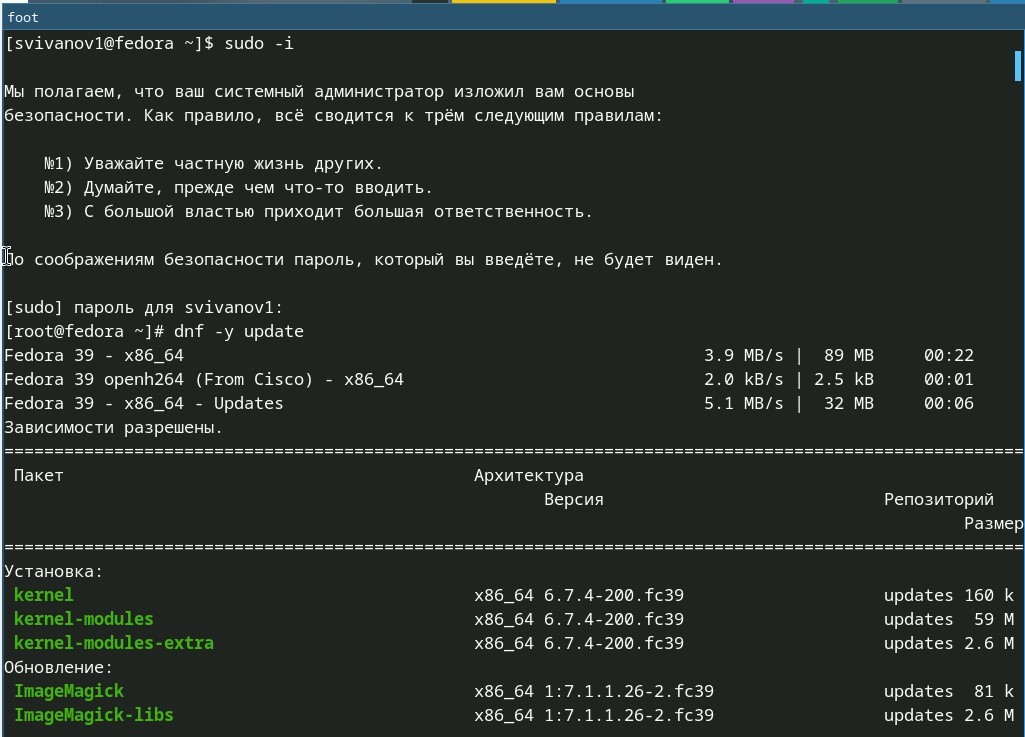 foot
[svivanov1@fedora ~]$ sudo -i
Мы полагаем, что ваш системный администратор изложил вам основы
безопасности. Как правило, всё сводится к трём следующим правилам:
№1) Уважайте частную жизнь других.
№2) Думайте, прежде чем что-то вводить.
№3) С большой властью приходит большая ответственность.
По соображениям безопасности пароль, который вы введёте, не будет виден.
[sudo] пароль для svivanov1:
[root@fedora ~]# dnf -y update
Fedora 39 - x86_64 3.9 MB/s | 89 MB 00:22
Fedora 39 openh264 (From Cisco) - x86_64 2.0 kB/s | 2.5 kB 00:01
Fedora 39 - x86_64 - Updates 5.1 MB/s | 32 MB 00:06
Зависимости разрешены.
======================================================================================================
Пакет Архитектура
Версия Репозиторий
Размер
======================================================================================================
Установка:
kernel x86_64 6.7.4-200.fc39 updates 160 k
kernel-modules x86_64 6.7.4-200.fc39 updates 59 M
kernel-modules-extra x86_64 6.7.4-200.fc39 updates 2.6 M
Обновление:
ImageMagick x86_64 1:7.1.1.26-2.fc39 updates 81 k
ImageMagick-libs x86_64 1:7.1.1.26-2.fc39 updates 2.6 M